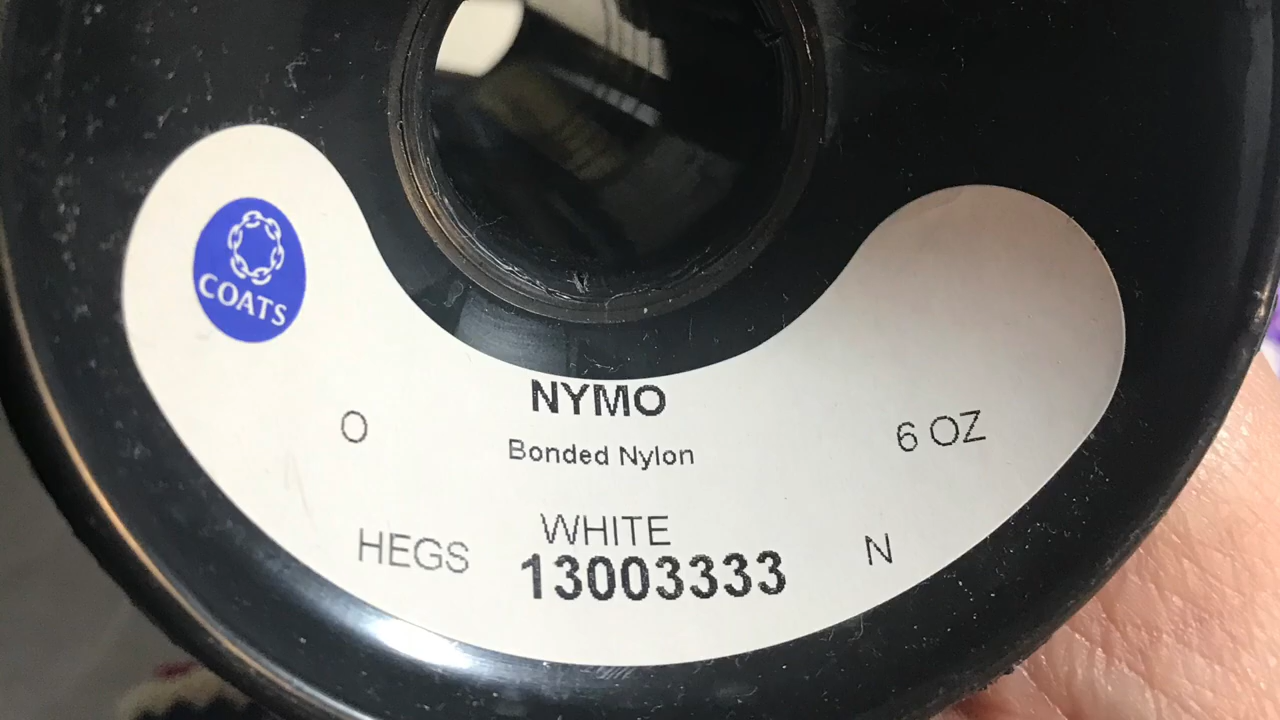 COATS
NYMO
O
Bonded Nylon
6 OZ
WHITE
HEGS
13003333
N